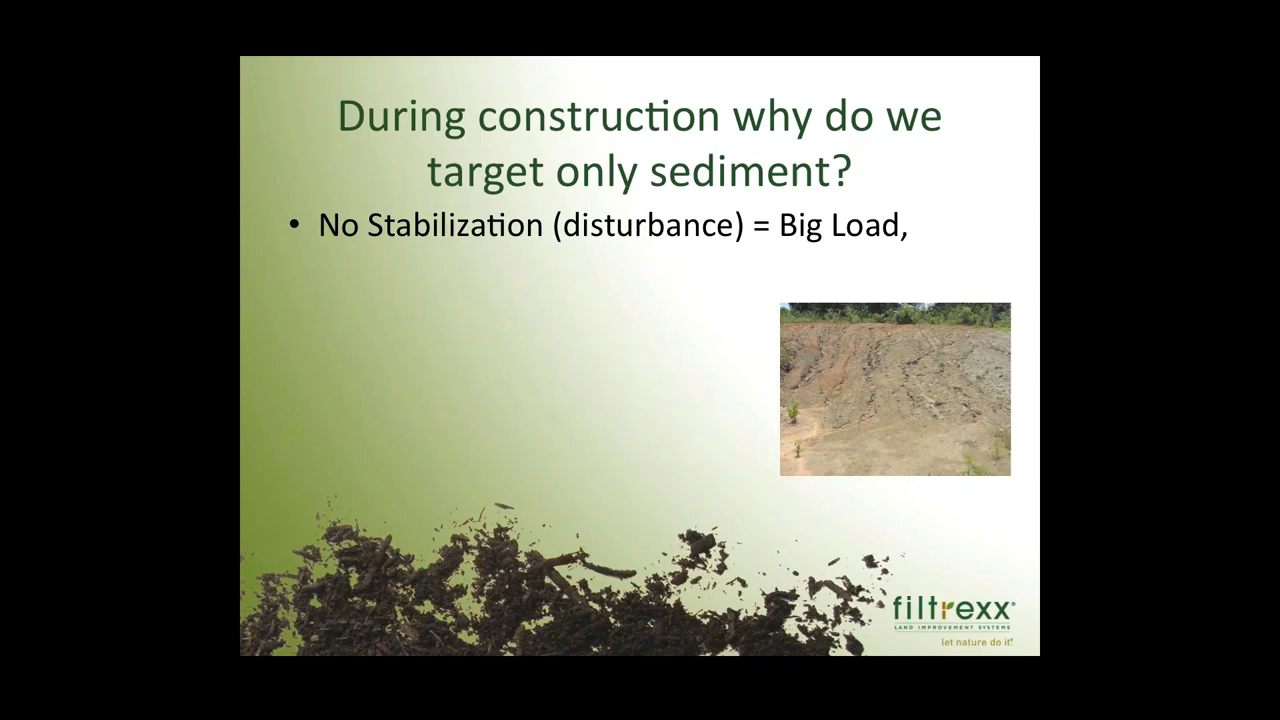 During construction why do we
target only sediment?
• No Stabilization (disturbance) = Big Load,
filtrexx®
LAND IMPROVEMENT SYSTEMS
let nature do it®